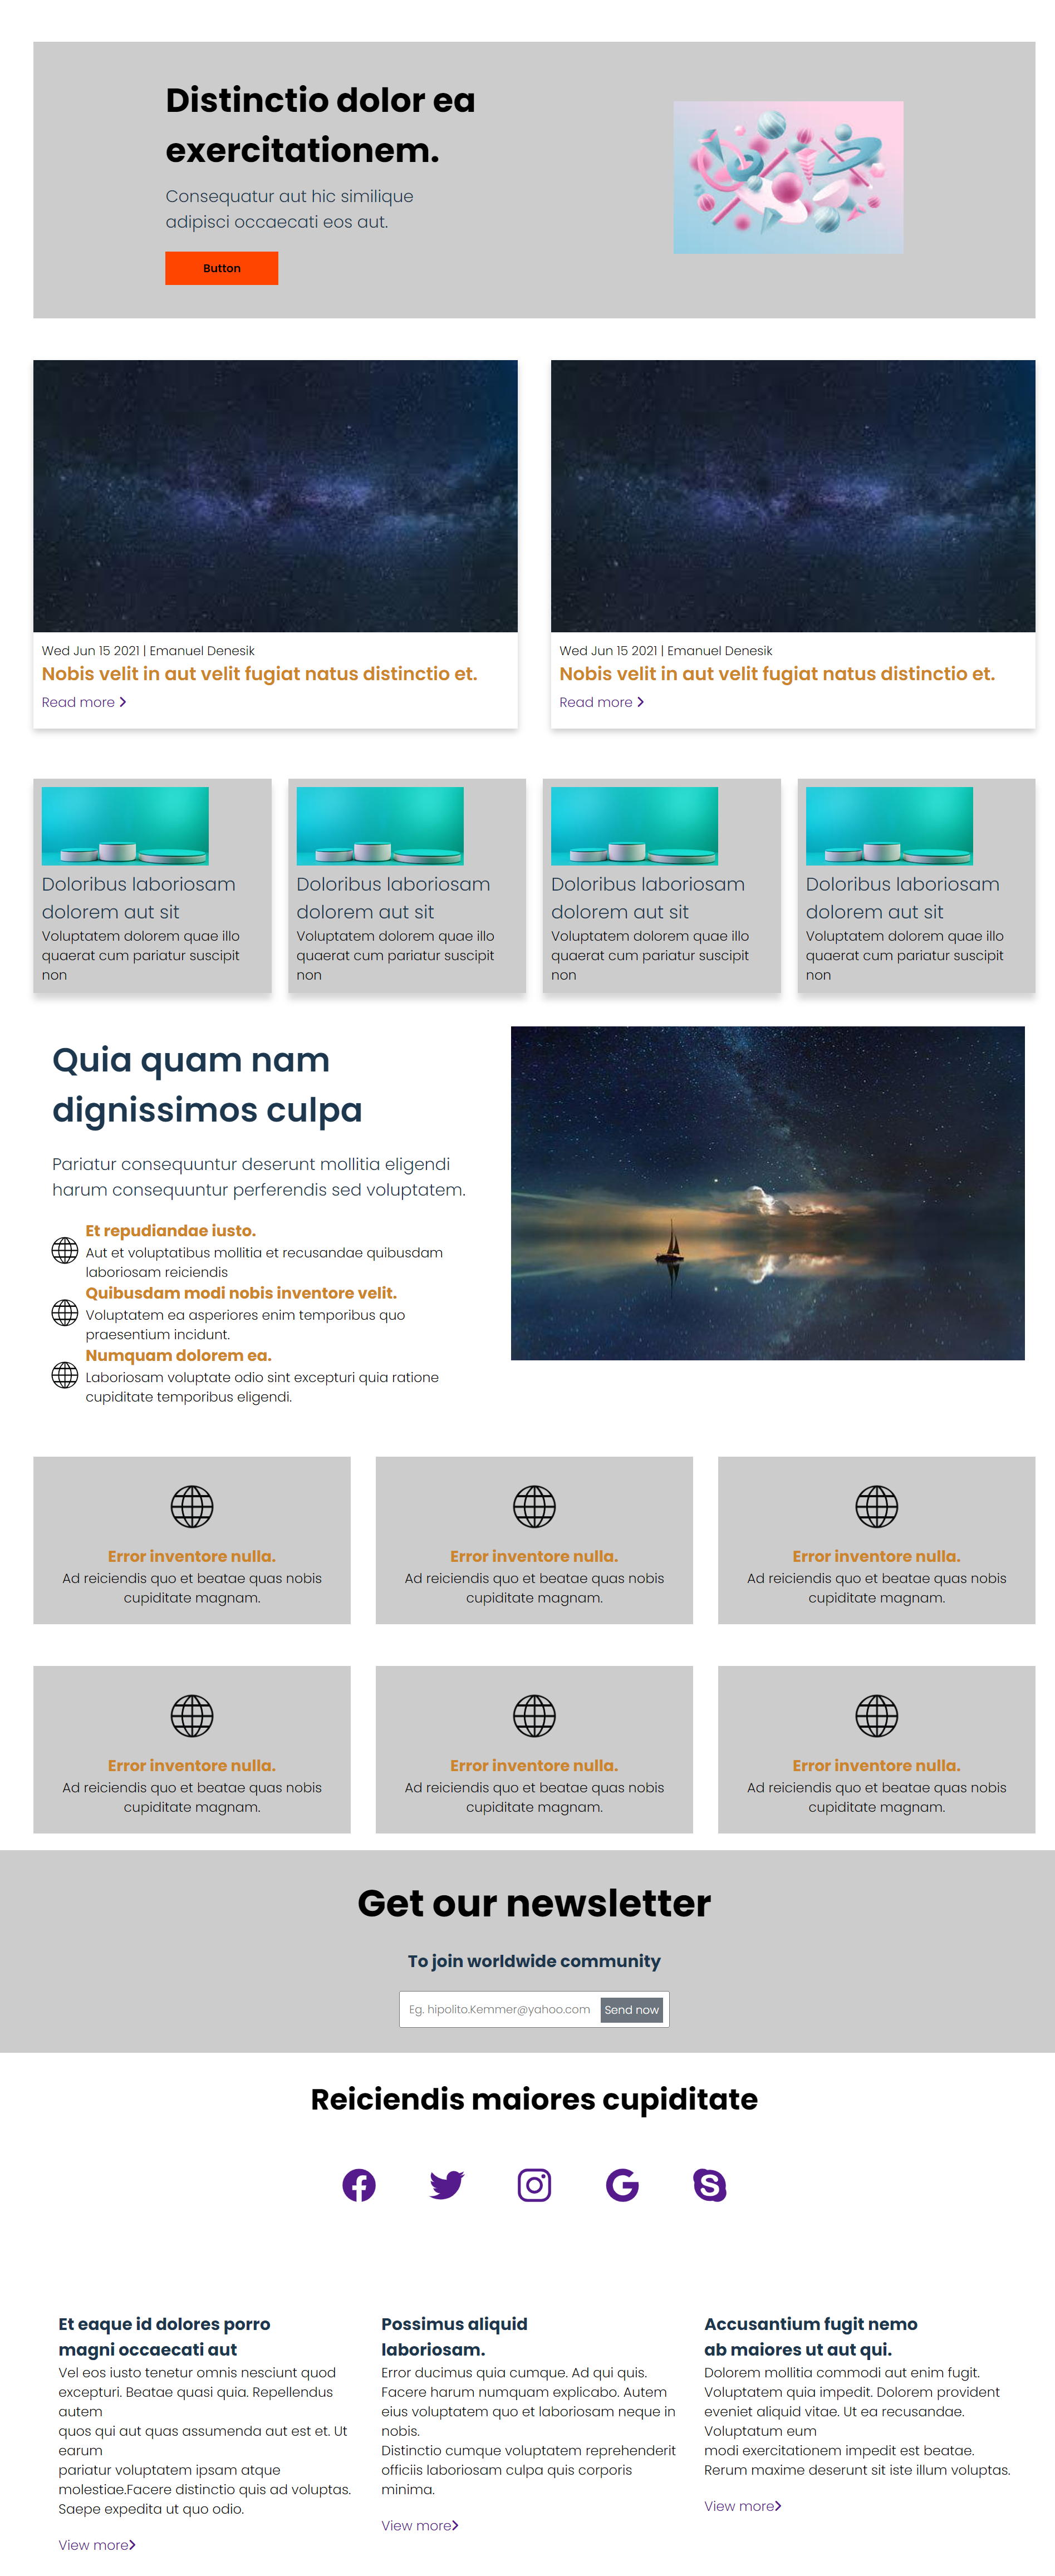 Distinctio dolor ea
exercitationem.
Consequatur aut hic similique
adipisci occaecati eos aut.
Button
Wed Jun 15 2021 | Emanuel Denesik
Nobis velit in aut velit fugiat natus distinctio et.
Read more
Wed Jun 15 2021 | Emanuel Denesik
Nobis velit in aut velit fugiat natus distinctio et.
Read more
Doloribus laboriosam
dolorem aut sit
Voluptatem dolorem quae illo
quaerat cum pariatur suscipit
non
Doloribus laboriosam
dolorem aut sit
Voluptatem dolorem quae illo
quaerat cum pariatur suscipit
non
Doloribus laboriosam
dolorem aut sit
Voluptatem dolorem quae illo
quaerat cum pariatur suscipit
non
Doloribus laboriosam
dolorem aut sit
Voluptatem dolorem quae illo
quaerat cum pariatur suscipit
non
Quia quam nam
dignissimos culpa
Pariatur consequuntur deserunt mollitia eligendi
harum consequuntur perferendis sed voluptatem.
Et repudiandae iusto.
Aut et voluptatibus mollitia et recusandae quibusdam
laboriosam reiciendis
Quibusdam modi nobis inventore velit.
Voluptatem ea asperiores enim temporibus quo
praesentium incidunt.
Numquam dolorem ea.
Laboriosam voluptate odio sint excepturi quia ratione
cupiditate temporibus eligendi.
Error inventore nulla.
Ad reiciendis quo et beatae quas nobis
cupiditate magnam.
Error inventore nulla.
Ad reiciendis quo et beatae quas nobis
cupiditate magnam.
Error inventore nulla.
Ad reiciendis quo et beatae quas nobis
cupiditate magnam.
Error inventore nulla.
Ad reiciendis quo et beatae quas nobis
cupiditate magnam.
Error inventore nulla.
Ad reiciendis quo et beatae quas nobis
cupiditate magnam.
Error inventore nulla.
Ad reiciendis quo et beatae quas nobis
cupiditate magnam.
Get our newsletter
To join worldwide community
Eg. hipolito.Kemmer@yahoo.com
Send now
Reiciendis maiores cupiditate
Et eaque id dolores porro
magni occaecati aut
Vel eos iusto tenetur omnis nesciunt quod
excepturi. Beatae quasi quia. Repellendus
autem
quos qui aut quas assumenda aut est et. Ut
earum
pariatur voluptatem ipsam atque
molestiae.Facere distinctio quis ad voluptas.
Saepe expedita ut quo odio.
View more
Possimus aliquid
laboriosam.
Error ducimus quia cumque. Ad qui quis.
Facere harum numquam explicabo. Autem
eius voluptatem quo et laboriosam neque in
nobis.
Distinctio cumque voluptatem reprehenderit
officiis laboriosam culpa quis corporis
minima.
View more
Accusantium fugit nemo
ab maiores ut aut qui.
Dolorem mollitia commodi aut enim fugit.
Voluptatem quia impedit. Dolorem provident
eveniet aliquid vitae. Ut ea recusandae.
Voluptatum eum
modi exercitationem impedit est beatae.
Rerum maxime deserunt sit iste illum voluptas.
View more